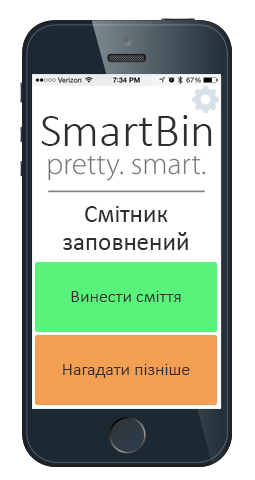 Verizon 7:34 PM 67%
SmartBin
pretty. smart.
Смітник
заповнений
Винести сміття
Нагадати пізніше